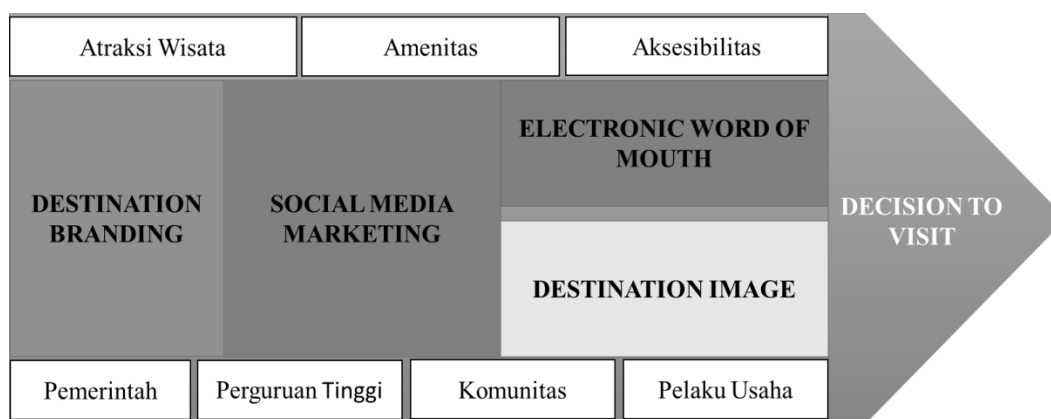 Atraksi Wisata
Amenitas
Aksesibilitas
DESTINATION
BRANDING
SOCIAL MEDIA
MARKETING
ELECTRONIC WORD OF
MOUTH
DESTINATION IMAGE
DECISION TO
VISIT
Pemerintah
Perguruan Tinggi
Komunitas
Pelaku Usaha